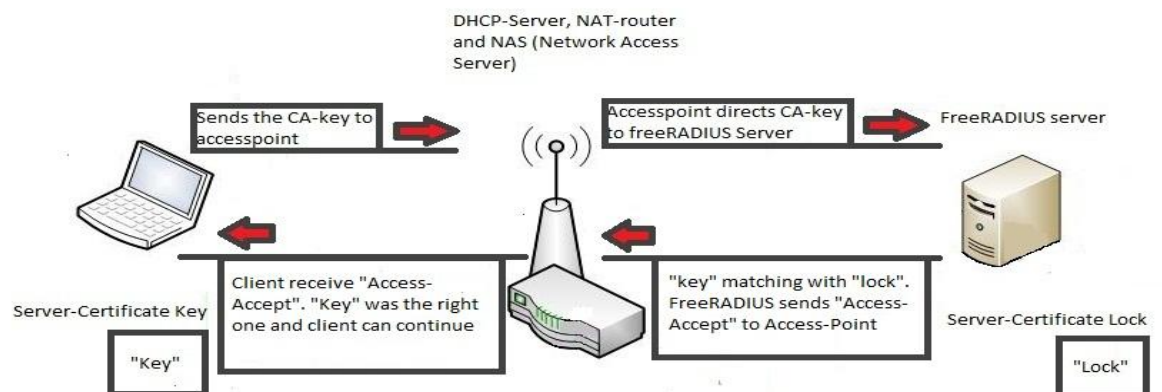 DHCP-Server, NAT-router
and NAS (Network Access
Server)
Sends the CA-key to
accesspoint
Accesspoint directs CA-key
to freeRADIUS Server
FreeRADIUS server
Client receive "Access-
Accept". "Key" was the right
one and client can continue
"key" matching with "lock".
FreeRADIUS sends "Access-
Accept" to Access-Point
Server-Certificate Key
"Key"
Server-Certificate Lock
"Lock"